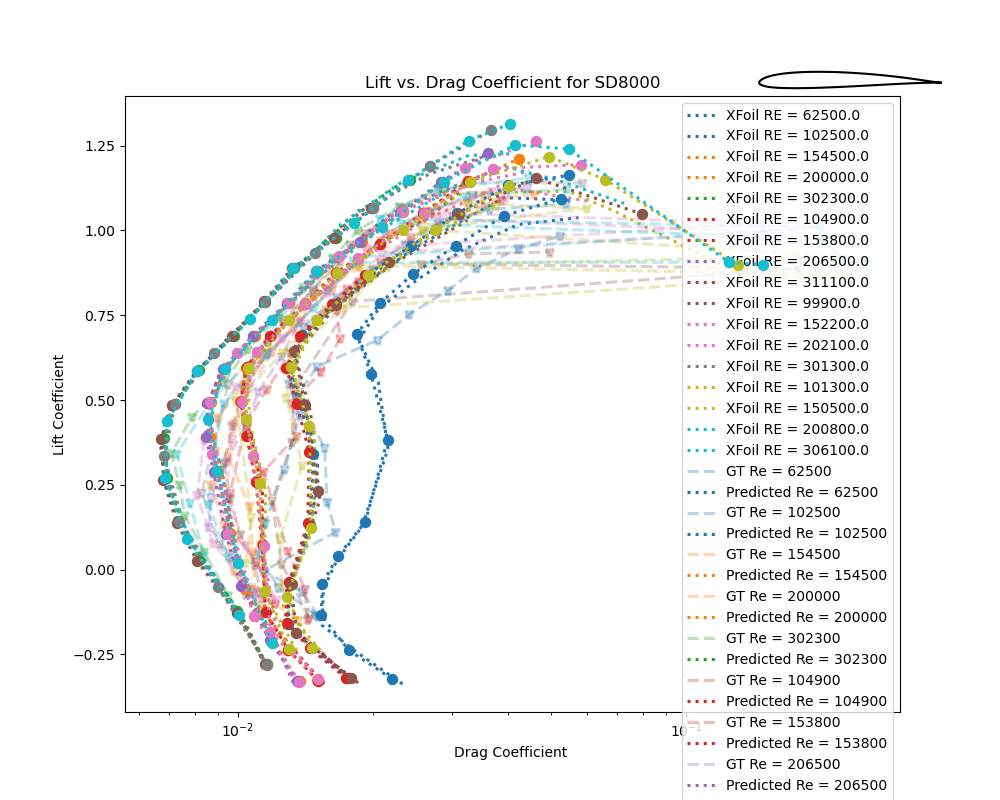 Lift vs. Drag Coefficient for SD8000
XFoil RE = 62500.0
XFoil RE = 102500.0
XFoil RE = 154500.0
XFoil RE = 200000.0
XFoil RE = 302300.0
XFoil RE = 104900.0
XFoil RE = 153800.0
XFoil RE = 206500.0
XFoil RE = 311100.0
XFoil RE = 99900.0
XFoil RE = 152200.0
XFoil RE = 202100.0
XFoil RE = 301300.0
XFoil RE = 101300.0
XFoil RE = 150500.0
XFoil RE = 200800.0
XFoil RE = 306100.0
GT Re = 62500
Predicted Re = 62500
GT Re = 102500
Predicted Re = 102500
GT Re = 154500
Predicted Re = 154500
GT Re = 200000
Predicted Re = 200000
GT Re = 302300
Predicted Re = 302300
GT Re = 104900
Predicted Re = 104900
GT Re = 153800
Predicted Re = 153800
GT Re = 206500
Predicted Re = 206500
1.25
1.00
0.75
0.50
0.25
0.00
−0.25
Lift Coefficient
10⁻²
10⁻¹
Drag Coefficient